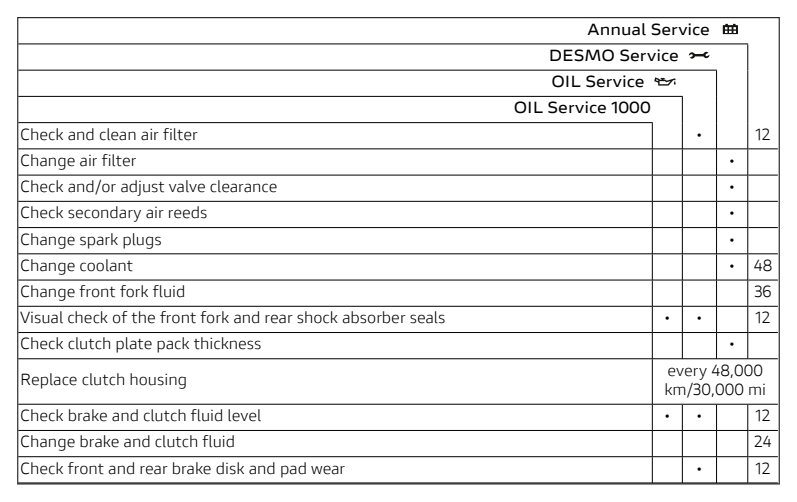 Annual Service
DESMO Service
OIL Service
OIL Service 1000
Check and clean air filter • 12
Change air filter •
Check and/or adjust valve clearance •
Check secondary air reeds •
Change spark plugs •
Change coolant • 48
Change front fork fluid 36
Visual check of the front fork and rear shock absorber seals • • 12
Check clutch plate pack thickness •
Replace clutch housing every 48,000
km/30,000 mi
Check brake and clutch fluid level • • 12
Change brake and clutch fluid 24
Check front and rear brake disk and pad wear • 12